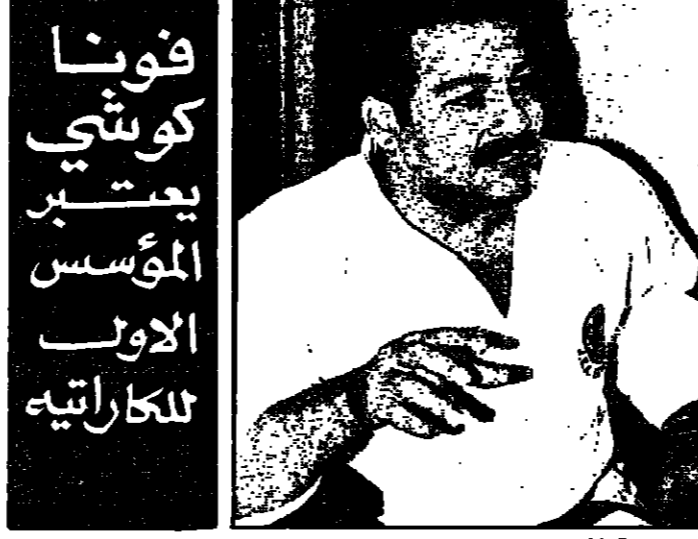 فونا
كوشي
يعتبر
المؤسس
الاول
للكاراتيه